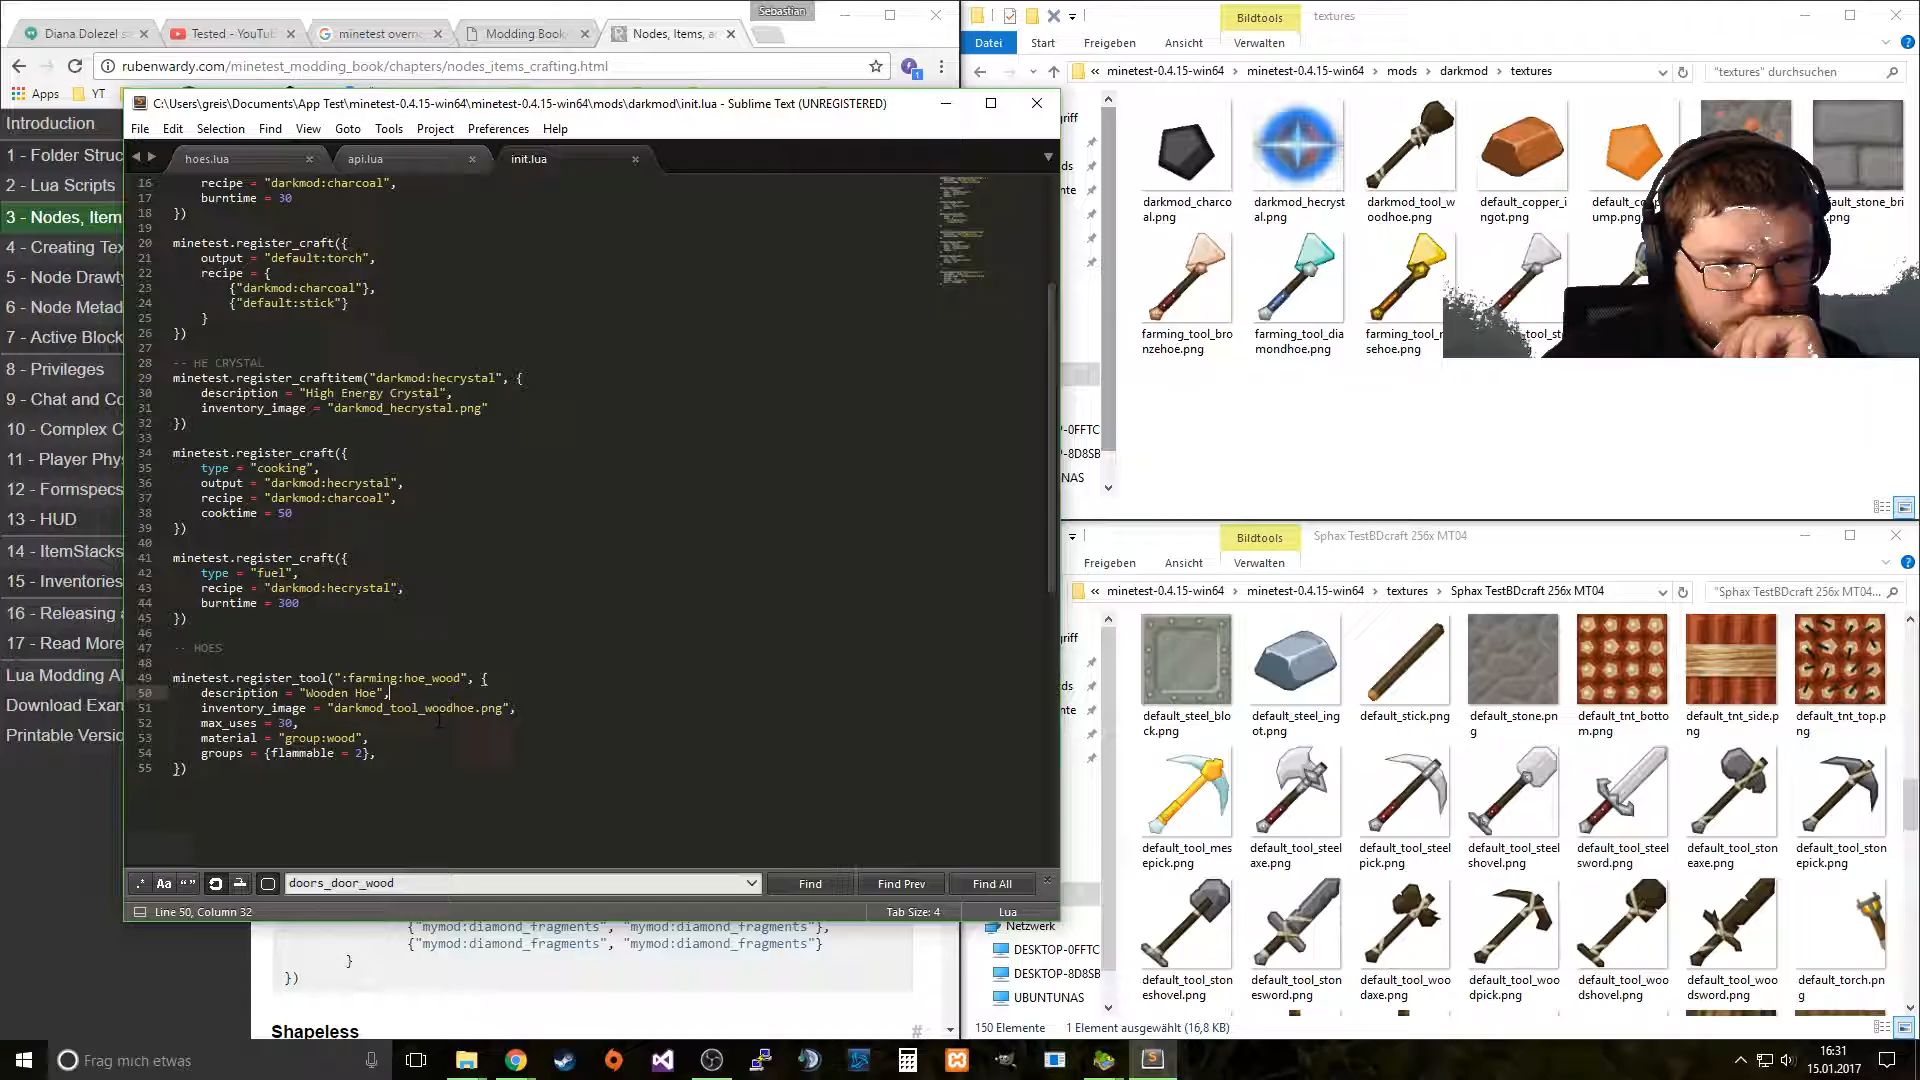 Sebastian
Diana Dolezel s
Tested - YouTu
minetest overr
Modding Book
Nodes, Items, a
rubenwardy.com/minetest_modding_book/chapters/nodes_items_crafting.html
Apps
YT
Introduction
1 - Folder Struc
2 - Lua Scripts
3 - Nodes, Item
4 - Creating Tex
5 - Node Drawty
6 - Node Metad
7 - Active Block
8 - Privileges
9 - Chat and Co
10 - Complex C
11 - Player Phys
12 - Formspecs
13 - HUD
14 - ItemStacks
15 - Inventories
16 - Releasing a
17 - Read More
Lua Modding AI
Download Exan
Printable Versio
C:\Users\greis\Documents\App Test\minetest-0.4.15-win64\minetest-0.4.15-win64\mods\darkmod\init.lua - Sublime Text (UNREGISTERED)
File Edit Selection Find View Goto Tools Project Preferences Help
hoes.lua
api.lua
init.lua
16 recipe = "darkmod:charcoal",
17 burntime = 30
18 })
19
20 minetest.register_craft({
21 output = "default:torch",
22 recipe = {
23 {"darkmod:charcoal"},
24 {"default:stick"}
25 }
26 })
27
28 -- HE CRYSTAL
29 minetest.register_craftitem("darkmod:hecrystal", {
30 description = "High Energy Crystal",
31 inventory_image = "darkmod_hecrystal.png"
32 })
33
34 minetest.register_craft({
35 type = "cooking",
36 output = "darkmod:hecrystal",
37 recipe = "darkmod:charcoal",
38 cooktime = 50
39 })
40
41 minetest.register_craft({
42 type = "fuel",
43 recipe = "darkmod:hecrystal",
44 burntime = 300
45 })
46
47 -- HOES
48
49 minetest.register_tool(":farming:hoe_wood", {
50 description = "Wooden Hoe",
51 inventory_image = "darkmod_tool_woodhoe.png",
52 max_uses = 30,
53 material = "group:wood",
54 groups = {flammable = 2},
55 })
.* Aa “ ”
doors_door_wood
Find
Find Prev
Find All
Line 50, Column 32
Tab Size: 4
Lua
{"mymod:diamond_fragments", "mymod:diamond_fragments"},
{"mymod:diamond_fragments", "mymod:diamond_fragments"}
}
})
Shapeless
#
Bildtools
textures
Datei Start Freigeben Ansicht Verwalten
« minetest-0.4.15-win64 > minetest-0.4.15-win64 > mods > darkmod > textures
"textures" durchsuchen
griff
ds
nte
P-0FFTC
P-8D8SB
NAS
darkmod_charco
al.png
darkmod_hecryst
al.png
darkmod_tool_w
oodhoe.png
default_copper_i
ngot.png
default_c
ump.png
fault_stone_bri
.png
farming_tool_bro
nzehoe.png
farming_tool_dia
mondhoe.png
farming_tool_
sehoe.png
_tool_st
Bildtools
Sphax TestBDcraft 256x MT04
Freigeben Ansicht Verwalten
« minetest-0.4.15-win64 > minetest-0.4.15-win64 > textures > Sphax TestBDcraft 256x MT04
"Sphax TestBDcraft 256x MT04...
griff
ds
nte
default_steel_blo
ck.png
default_steel_ing
ot.png
default_stick.png
default_stone.pn
g
default_tnt_botto
m.png
default_tnt_side.p
ng
default_tnt_top.p
ng
default_tool_mes
epick.png
default_tool_steel
axe.png
default_tool_steel
pick.png
default_tool_steel
shovel.png
default_tool_steel
sword.png
default_tool_ston
eaxe.png
default_tool_ston
epick.png
default_tool_ston
eshovel.png
default_tool_ston
esword.png
default_tool_woo
daxe.png
default_tool_woo
dpick.png
default_tool_woo
dshovel.png
default_tool_woo
dsword.png
default_torch.pn
g
Netzwerk
DESKTOP-0FFTC
DESKTOP-8D8SB
UBUNTUNAS
150 Elemente
1 Element ausgewählt (16,8 KB)
Frag mich etwas
16:31
15.01.2017